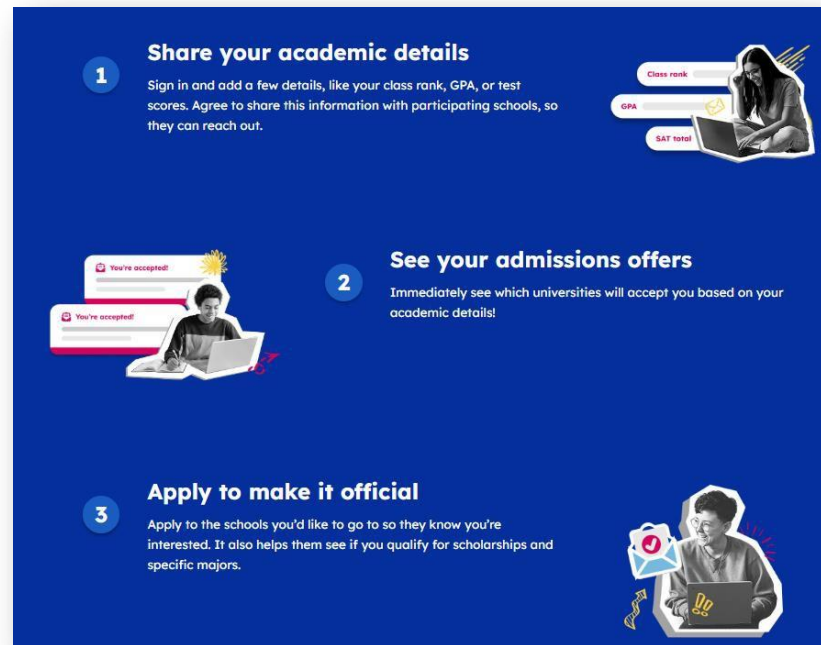 1
Share your academic details
Sign in and add a few details, like your class rank, GPA, or test
scores. Agree to share this information with participating schools, so
they can reach out.
Class rank
GPA
SAT total
You're accepted!
You're accepted!
2
See your admissions offers
Immediately see which universities will accept you based on your
academic details!
3
Apply to make it official
Apply to the schools you'd like to go to so they know you're
interested. It also helps them see if you qualify for scholarships and
specific majors.
!!